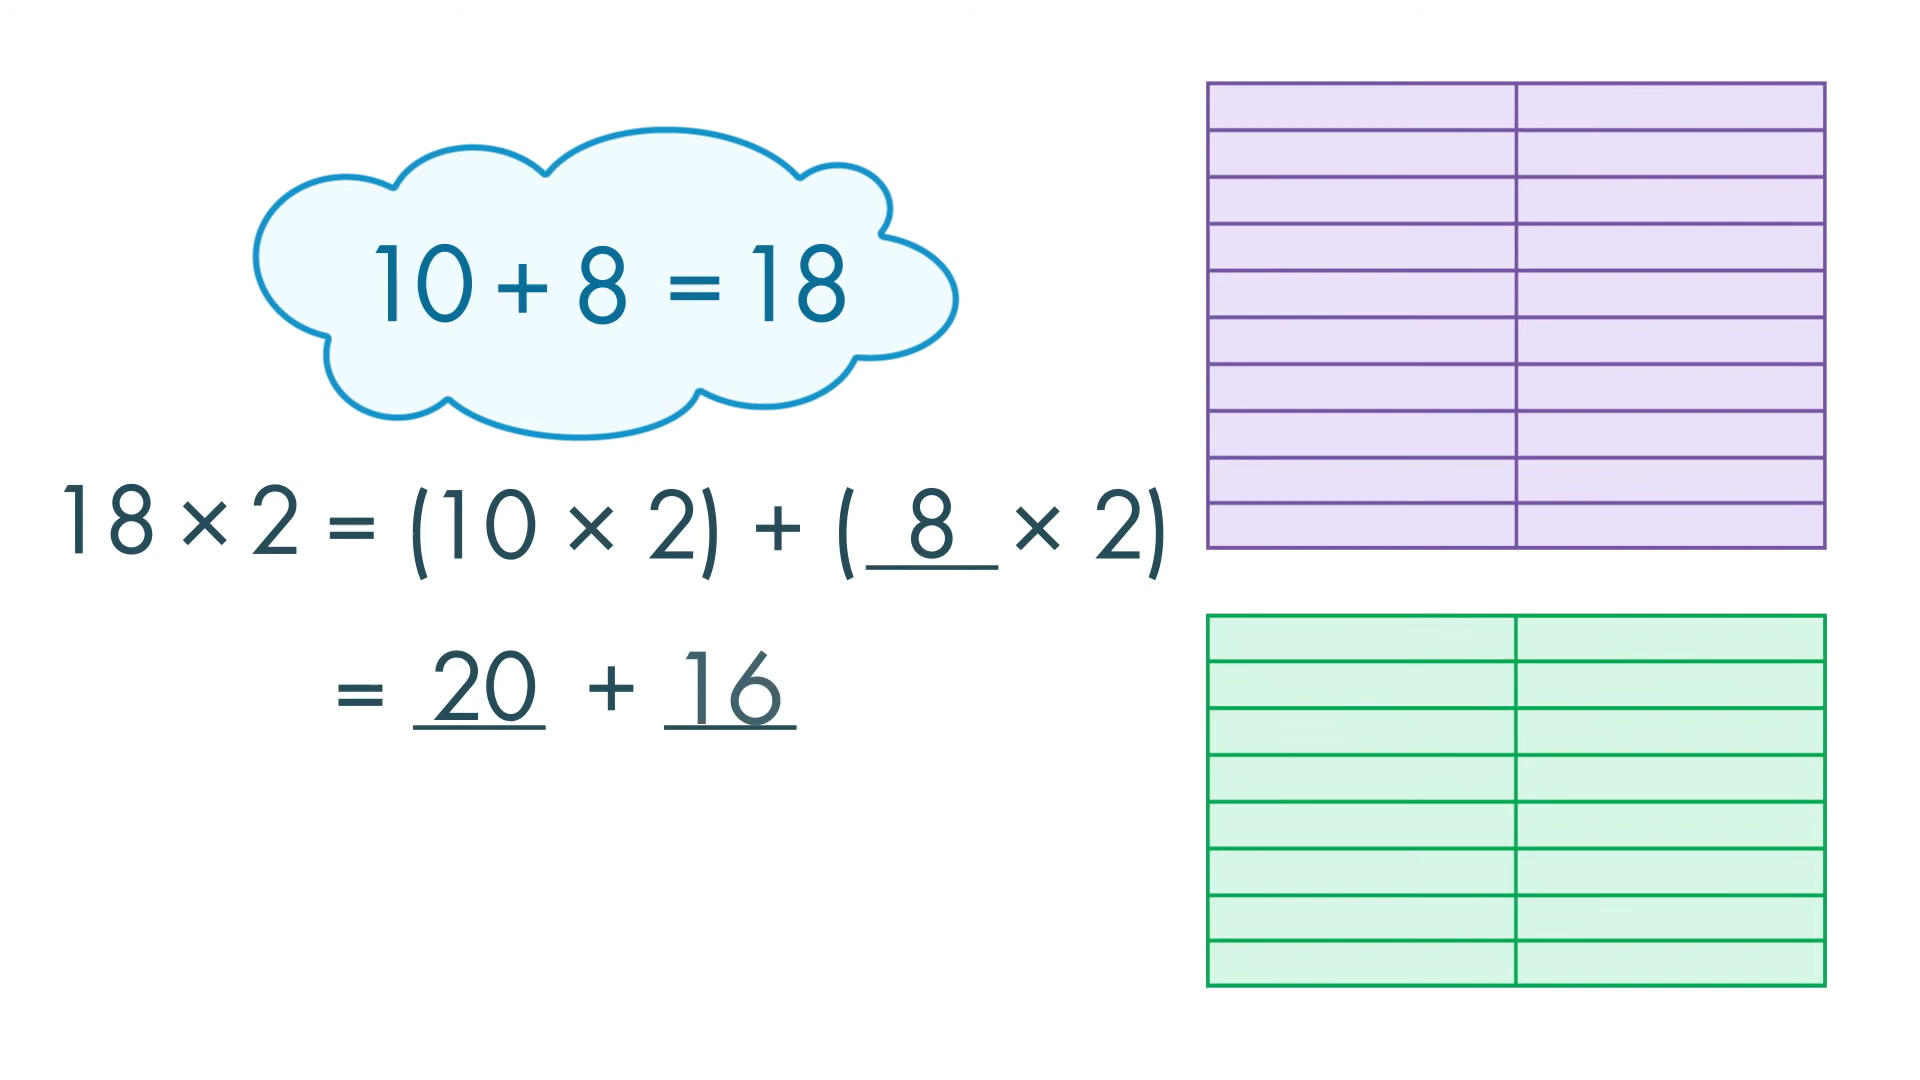 10 + 8 = 18
18 × 2 = (10 × 2) + ( 8 × 2)
= 20 + 16